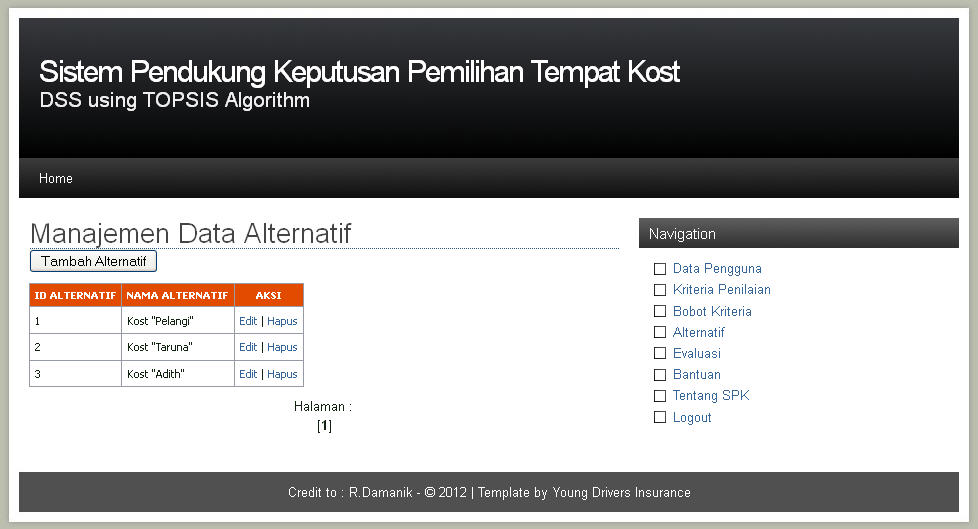 Sistem Pendukung Keputusan Pemilihan Tempat Kost
DSS using TOPSIS Algorithm
Home
Manajemen Data Alternatif
Tambah Alternatif
ID ALTERNATIF NAMA ALTERNATIF AKSI
1 Kost "Pelangi" Edit | Hapus
2 Kost "Taruna" Edit | Hapus
3 Kost "Adith" Edit | Hapus
Halaman :
[1]
Navigation
Data Pengguna
Kriteria Penilaian
Bobot Kriteria
Alternatif
Evaluasi
Bantuan
Tentang SPK
Logout
Credit to : R.Damanik - © 2012 | Template by Young Drivers Insurance